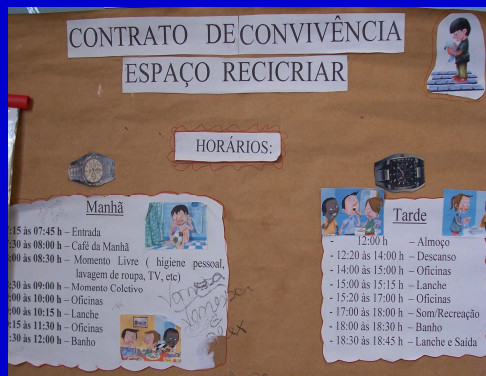 CONTRATO DE CONVIVÊNCIA
ESPAÇO RECICRIAR
HORÁRIOS:
Manhã
:15 às 07:45 h – Entrada
:30 às 08:00 h – Café da Manhã
:00 às 08:30 h – Momento Livre ( higiene pessoal,
lavagem de roupa, TV, etc)
:30 às 09:00 h – Momento Coletivo
:00 às 10:00 h – Oficinas
:00 às 10:15 h – Lanche
:15 às 11:30 h – Oficinas
:30 às 12:00 h – Banho
Tarde
- 12:00 h – Almoço
- 12:20 às 14:00 h – Descanso
- 14:00 às 15:00 h – Oficinas
- 15:00 às 15:15 h – Lanche
- 15:20 às 17:00 h – Oficinas
- 17:00 às 18:00 h – Som/Recreação
- 18:00 às 18:30 h – Banho
- 18:30 às 18:45 h – Lanche e Saída